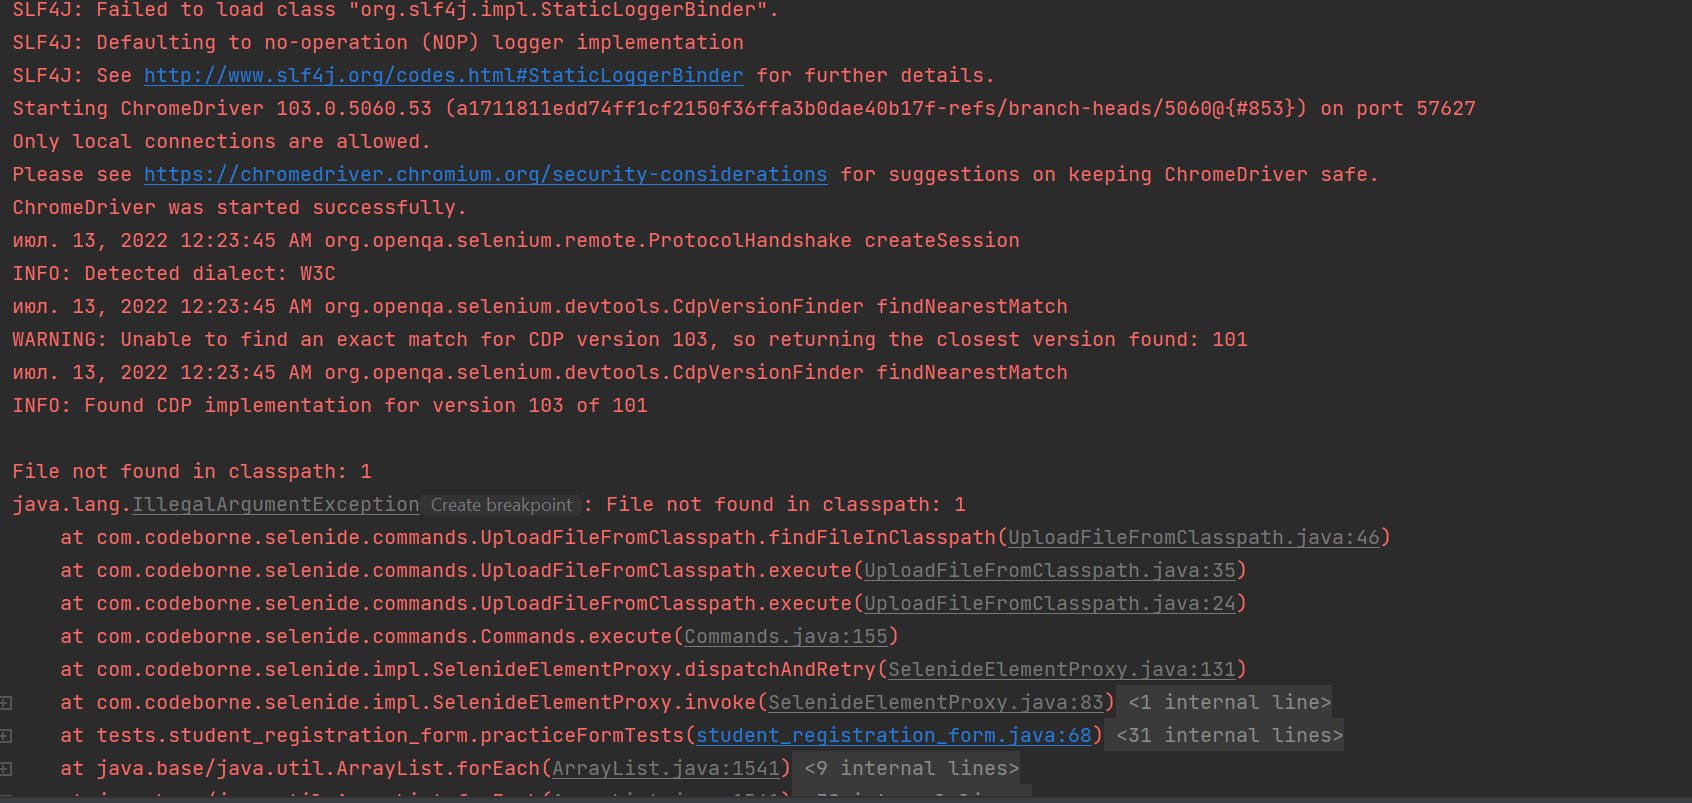 SLF4J: Failed to load class "org.slf4j.impl.StaticLoggerBinder".
SLF4J: Defaulting to no-operation (NOP) logger implementation
SLF4J: See http://www.slf4j.org/codes.html#StaticLoggerBinder for further details.
Starting ChromeDriver 103.0.5060.53 (a1711811edd74ff1cf2150f36ffa3b0dae40b17f-refs/branch-heads/5060@{#853}) on port 57627
Only local connections are allowed.
Please see https://chromedriver.chromium.org/security-considerations for suggestions on keeping ChromeDriver safe.
ChromeDriver was started successfully.
июл. 13, 2022 12:23:45 AM org.openqa.selenium.remote.ProtocolHandshake createSession
INFO: Detected dialect: W3C
июл. 13, 2022 12:23:45 AM org.openqa.selenium.devtools.CdpVersionFinder findNearestMatch
WARNING: Unable to find an exact match for CDP version 103, so returning the closest version found: 101
июл. 13, 2022 12:23:45 AM org.openqa.selenium.devtools.CdpVersionFinder findNearestMatch
INFO: Found CDP implementation for version 103 of 101
File not found in classpath: 1
java.lang.IllegalArgumentException Create breakpoint : File not found in classpath: 1
at com.codeborne.selenide.commands.UploadFileFromClasspath.findFileInClasspath(UploadFileFromClasspath.java:46)
at com.codeborne.selenide.commands.UploadFileFromClasspath.execute(UploadFileFromClasspath.java:35)
at com.codeborne.selenide.commands.UploadFileFromClasspath.execute(UploadFileFromClasspath.java:24)
at com.codeborne.selenide.commands.Commands.execute(Commands.java:155)
at com.codeborne.selenide.impl.SelenideElementProxy.dispatchAndRetry(SelenideElementProxy.java:131)
at com.codeborne.selenide.impl.SelenideElementProxy.invoke(SelenideElementProxy.java:83) <1 internal line>
at tests.student_registration_form.practiceFormTests(student_registration_form.java:68) <31 internal lines>
at java.base/java.util.ArrayList.forEach(ArrayList.java:1541) <9 internal lines>